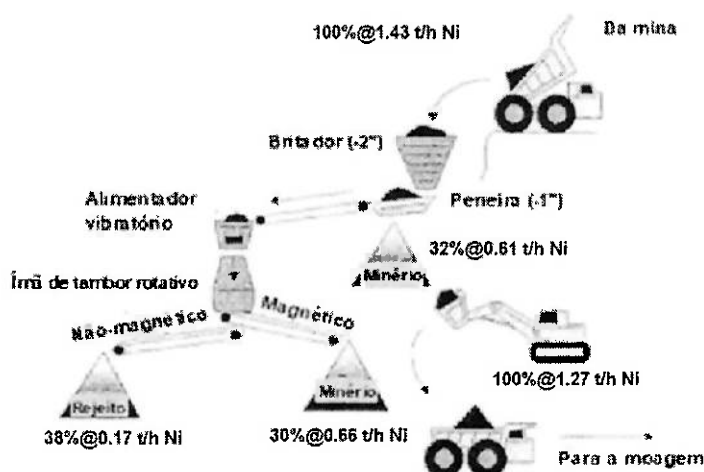 100%@1.43 t/h Ni
Da mina
Britador (-2")
Alimentador
vibratório
Peneira (-1")
32%@0.61 t/h Ni
Minério
Ímã de tambor rotativo
Não-magnético
Magnético
100%@1.27 t/h Ni
Rejeito
Minério
38%@0.17 t/h Ni
30%@0.66 t/h Ni
Para a moagem